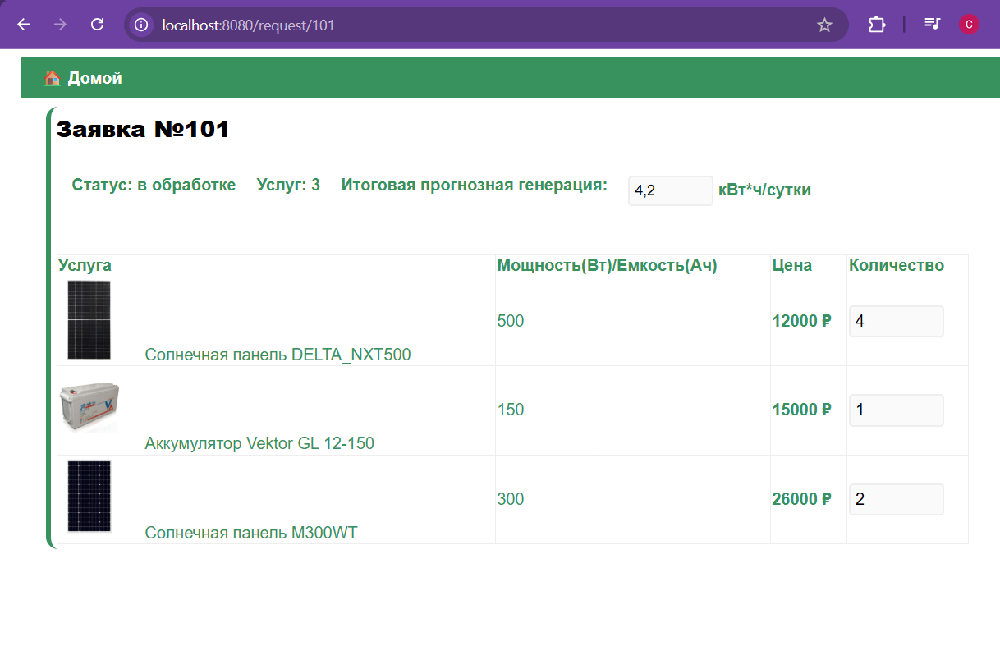 localhost:8080/request/101
C
Домой
Заявка №101
Статус: в обработке Услуг: 3 Итоговая прогнозная генерация: 4,2 кВт*ч/сутки
Услуга Мощность(Вт)/Емкость(Ач) Цена Количество
Солнечная панель DELTA_NXT500 500 12000 ₽ 4
Аккумулятор Vektor GL 12-150 150 15000 ₽ 1
Солнечная панель M300WT 300 26000 ₽ 2